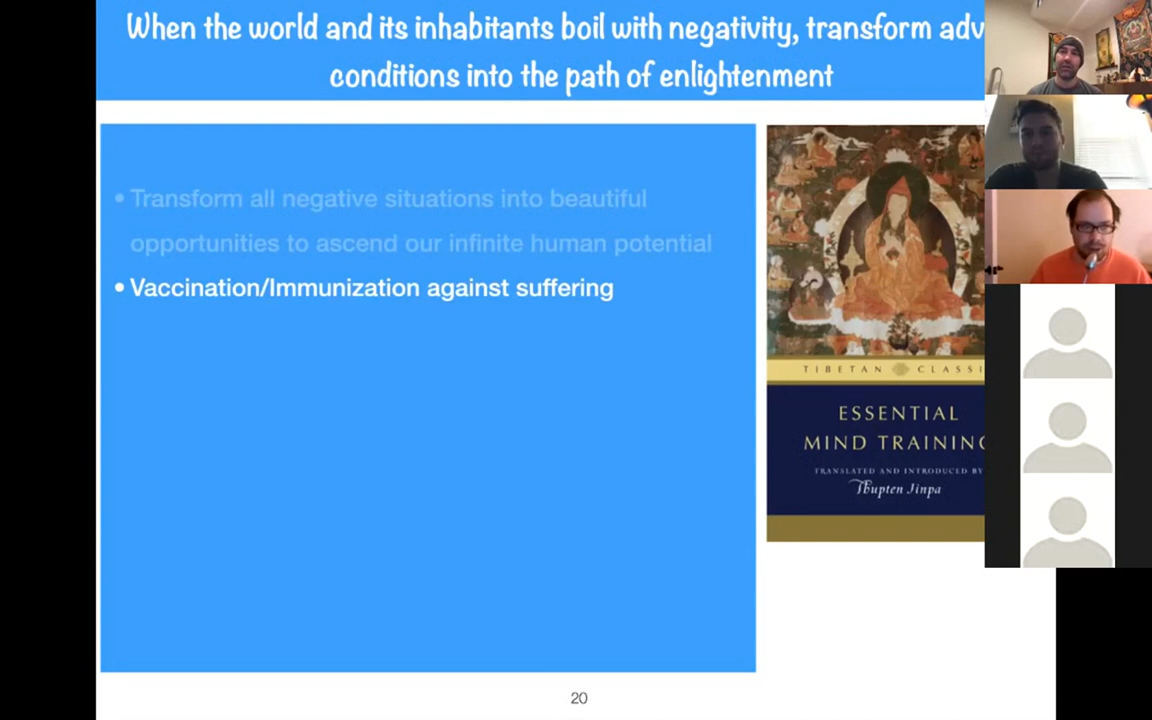 When the world and its inhabitants boil with negativity, transform adv
conditions into the path of enlightenment
• Transform all negative situations into beautiful
opportunities to ascend our infinite human potential
• Vaccination/Immunization against suffering
TIBETAN CLASSI
ESSENTIAL
MIND TRAINING
TRANSLATED AND INTRODUCED BY
Thupten Jinpa
20